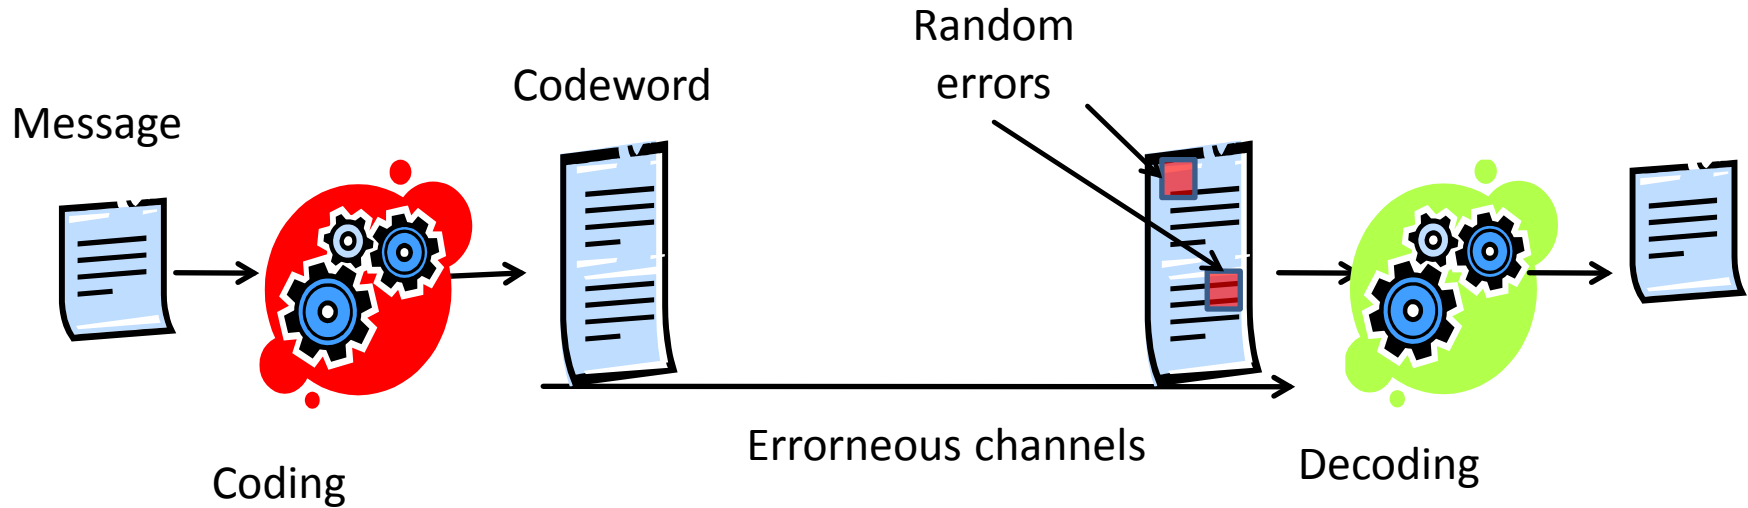 Message
Codeword
Random
errors
Coding
Errorneous channels
Decoding